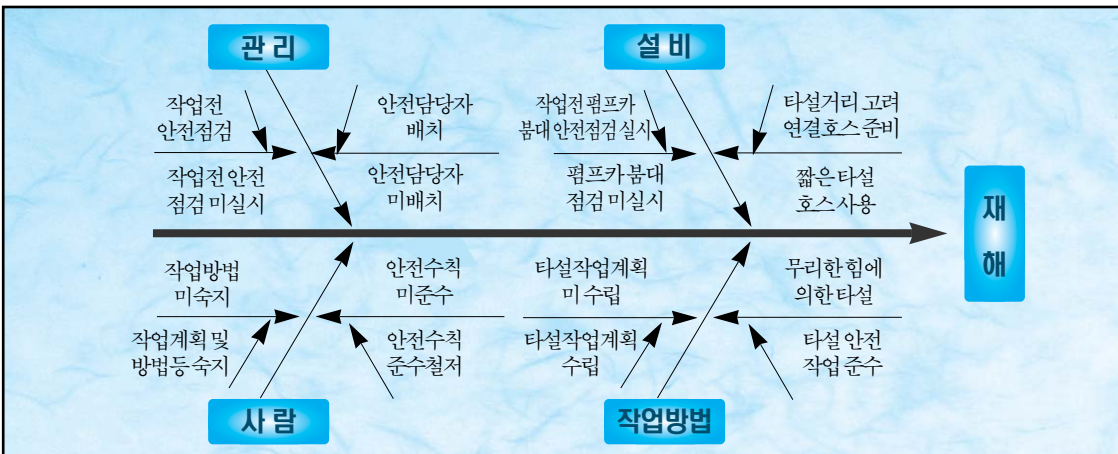 관 리
설 비
작업전
안전점검
안전담당자
배치
작업전 펌프카
붐대 안전점검 실시
타설거리 고려
연결호스 준비
작업전 안전
점검 미실시
안전담당자
미배치
펌프카 붐대
점검 미실시
짧은 타설
호스 사용
재
해
작업방법
미숙지
안전수칙
미준수
타설작업계획
미 수립
무리한 힘에
의한 타설
작업계획 및
방법등 숙지
안전수칙
준수철저
타설작업계획
수립
타설 안전
작업 준수
사 람
작업방법